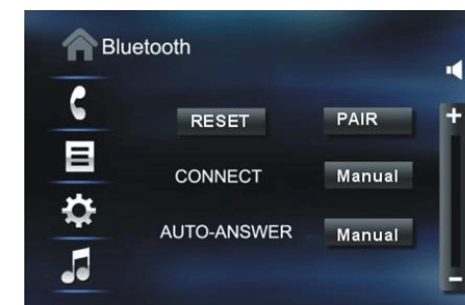 Bluetooth
RESET PAIR
CONNECT Manual
AUTO-ANSWER Manual
+
-